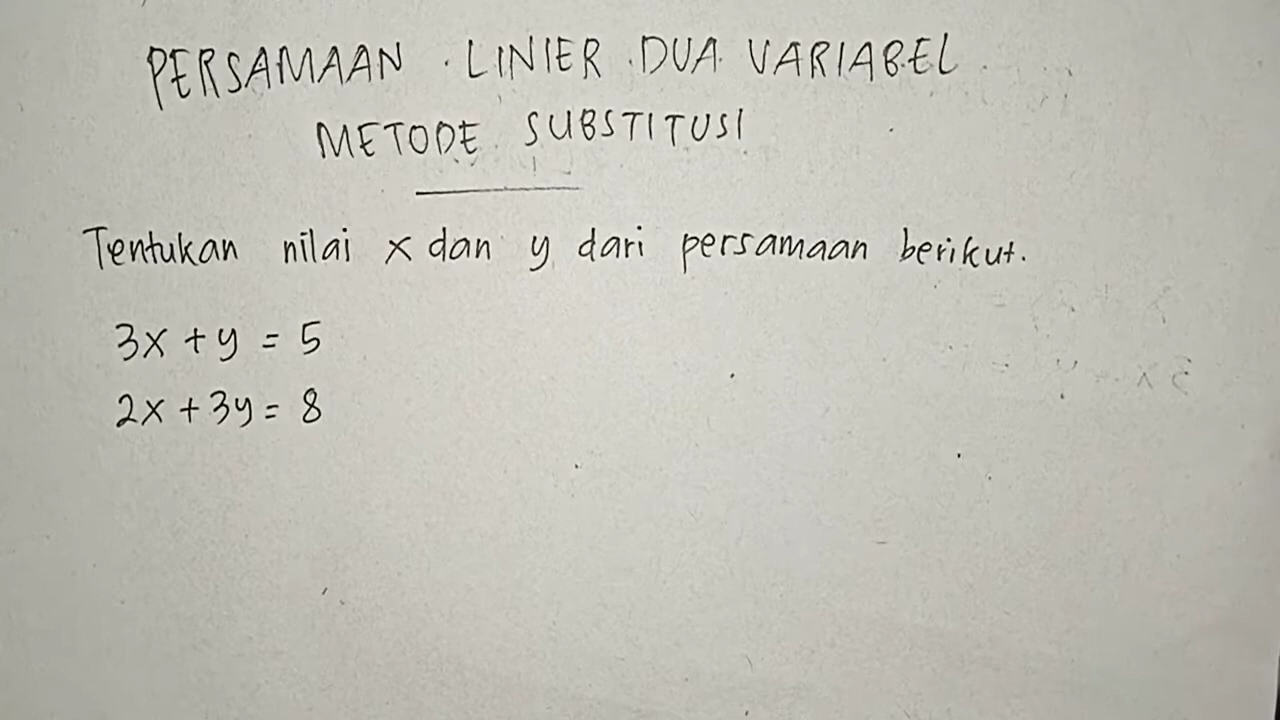 PERSAMAAN LINIER DUA VARIABEL
METODE SUBSTITUSI
Tentukan nilai x dan y dari persamaan berikut.
3x + y = 5
2x + 3y = 8